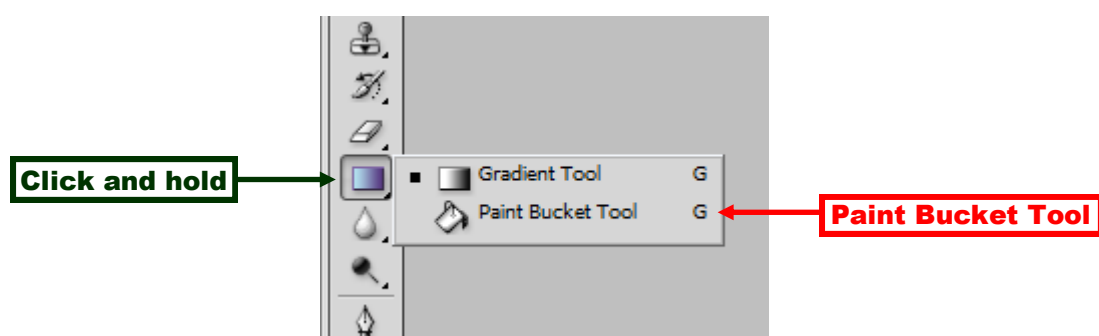 Gradient Tool G
Click and hold
Paint Bucket Tool G
Paint Bucket Tool